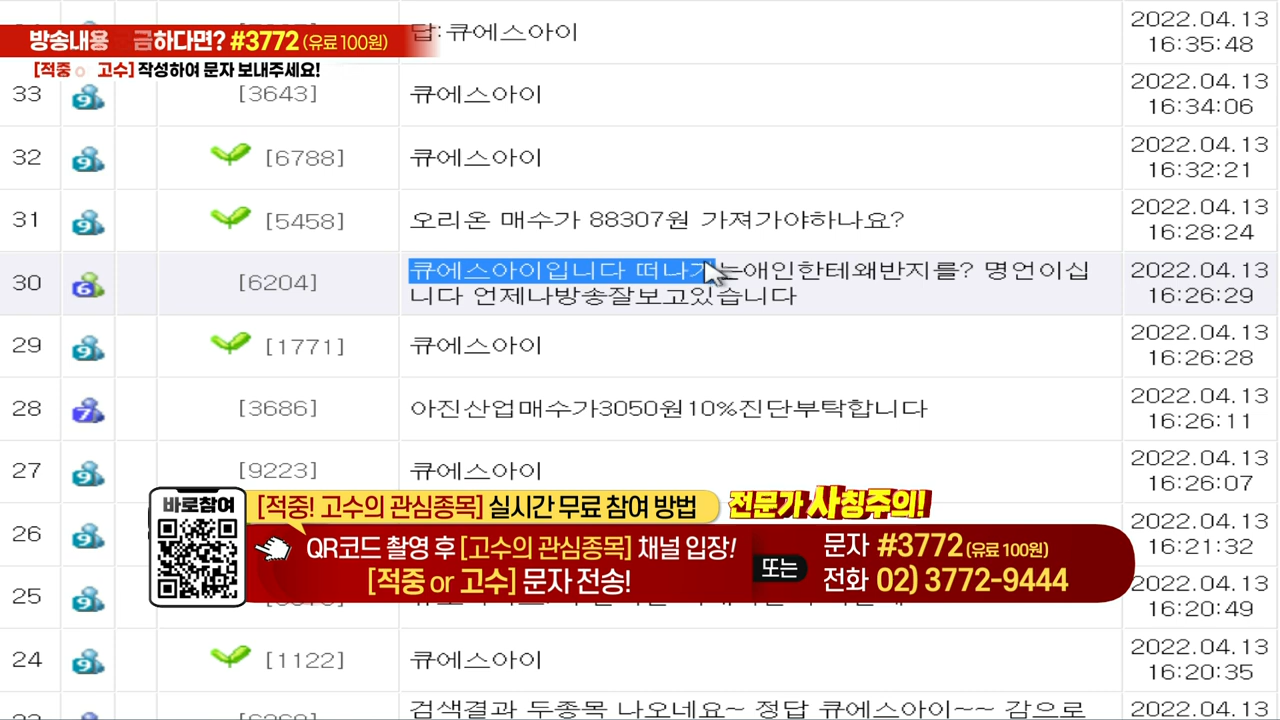 방송내용 금하다면? #3772 (유료 100원)
[적중 o 고수] 작성하여 문자 보내주세요!
답:큐에스아이
2022.04.13
16:35:48
33 9 [3643] 큐에스아이 2022.04.13
16:34:06
32 9 [6788] 큐에스아이 2022.04.13
16:32:21
31 9 [5458] 오리온 매수가 88307원 가져가야하나요? 2022.04.13
16:28:24
30 6 [6204] 큐에스아이입니다 떠나가는애인한테왜반지를? 명언이십 2022.04.13
니다 언제나방송잘보고있습니다 16:26:29
29 9 [1771] 큐에스아이 2022.04.13
16:26:28
28 7 [3686] 아진산업매수가3050원10%진단부탁합니다 2022.04.13
16:26:11
27 9 [9223] 큐에스아이 2022.04.13
16:26:07
바로참여
[적중! 고수의 관심종목] 실시간 무료 참여 방법
전문가 사칭주의!
QR코드 촬영 후 [고수의 관심종목] 채널 입장!
[적중 or 고수] 문자 전송!
또는
문자 #3772 (유료 100원)
전화 02) 3772-9444
26 9 2022.04.13
16:21:32
25 9 2022.04.13
16:20:49
24 9 [1122] 큐에스아이 2022.04.13
16:20:35
검색결과 두종목 나오네요~ 정답 큐에스아이~~ 감으로 2022.04.13